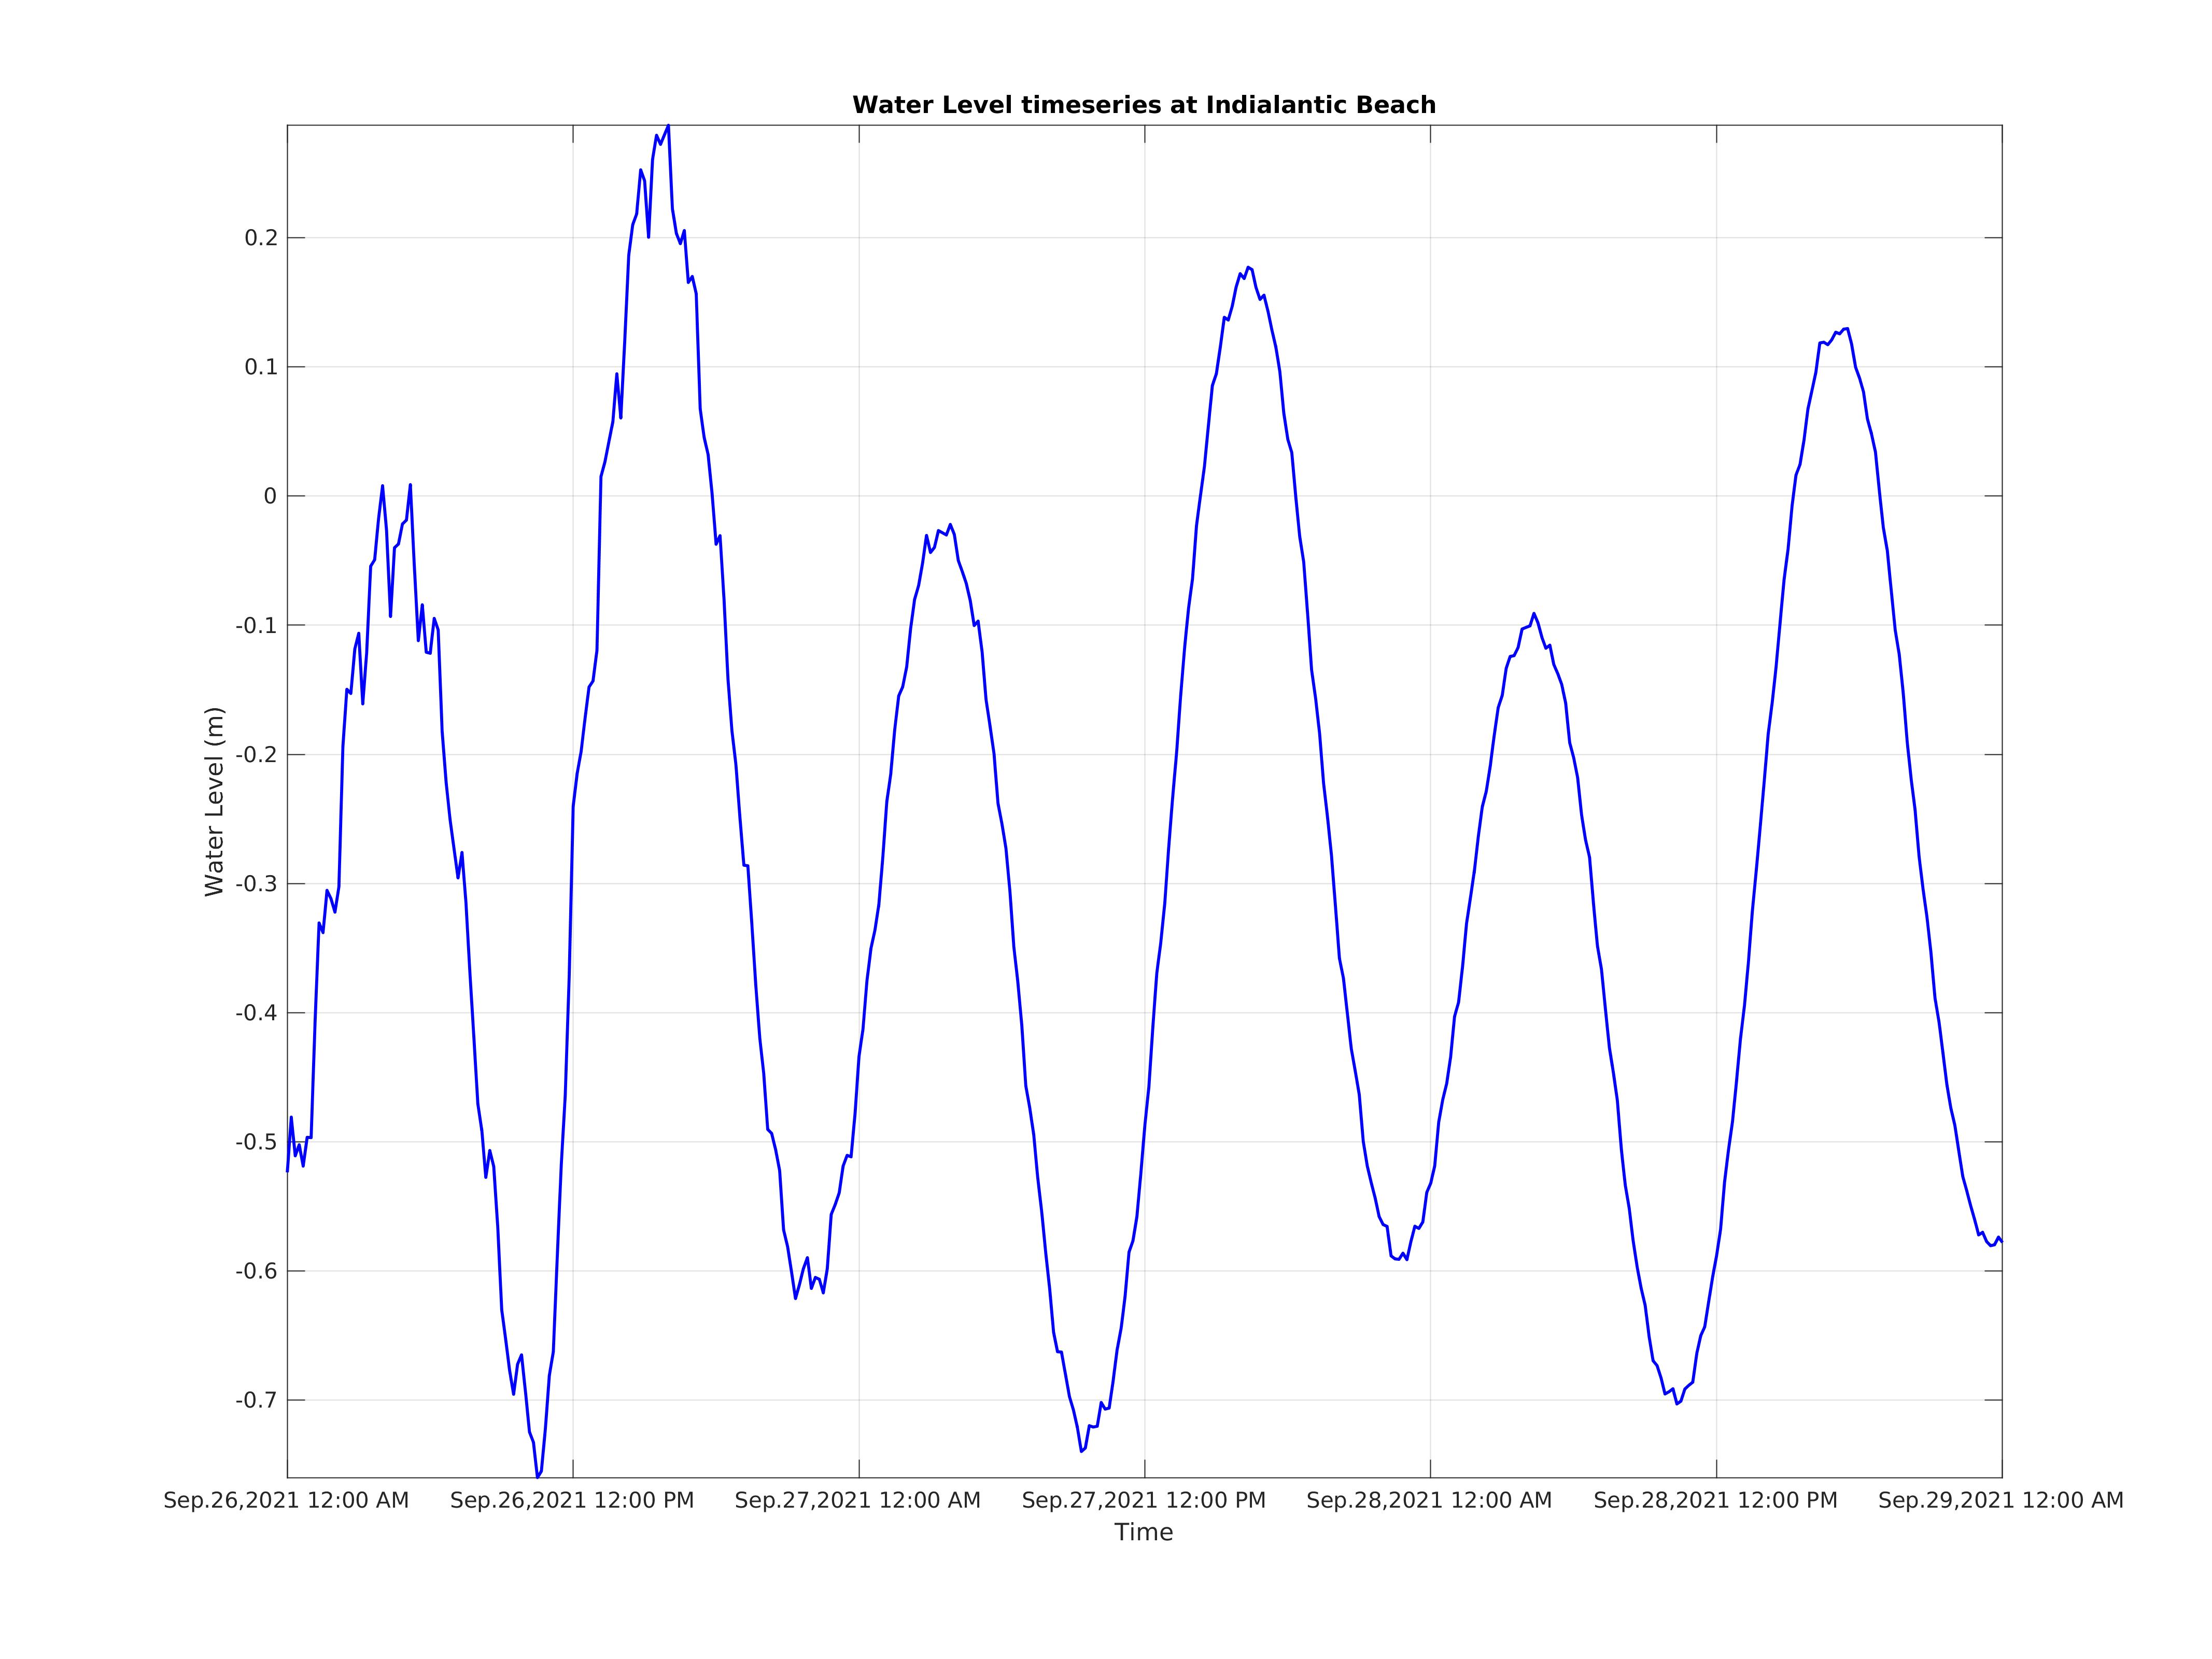 Water Level timeseries at Indialantic Beach
0.2
0.1
0
-0.1
-0.2
-0.3
-0.4
-0.5
-0.6
-0.7
Water Level (m)
Sep.26,2021 12:00 AM Sep.26,2021 12:00 PM Sep.27,2021 12:00 AM Sep.27,2021 12:00 PM Sep.28,2021 12:00 AM Sep.28,2021 12:00 PM Sep.29,2021 12:00 AM
Time